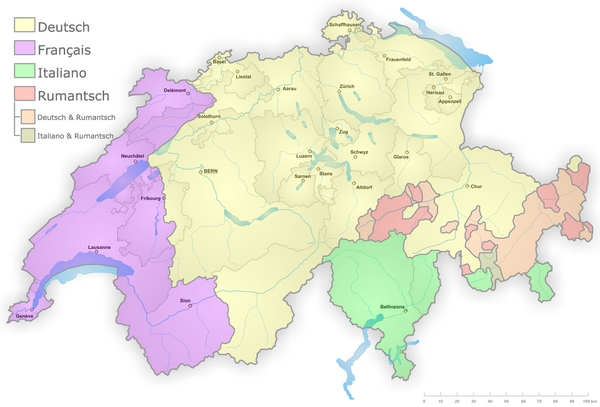 Deutsch
Français
Italiano
Rumantsch
Deutsch & Rumantsch
Italiano & Rumantsch
Schaffhausen
Basel
Liestal
Frauenfeld
Delémont
Aarau
Zürich
St. Gallen
Herisau
Appenzell
Solothurn
Zug
Neuchâtel
Luzern
Schwyz
Glarus
BERN
Sarnen
Stans
Altdorf
Chur
Fribourg
Lausanne
Sion
Genève
Bellinzona
0 10 20 30 40 50 60 70 80 90 100 km